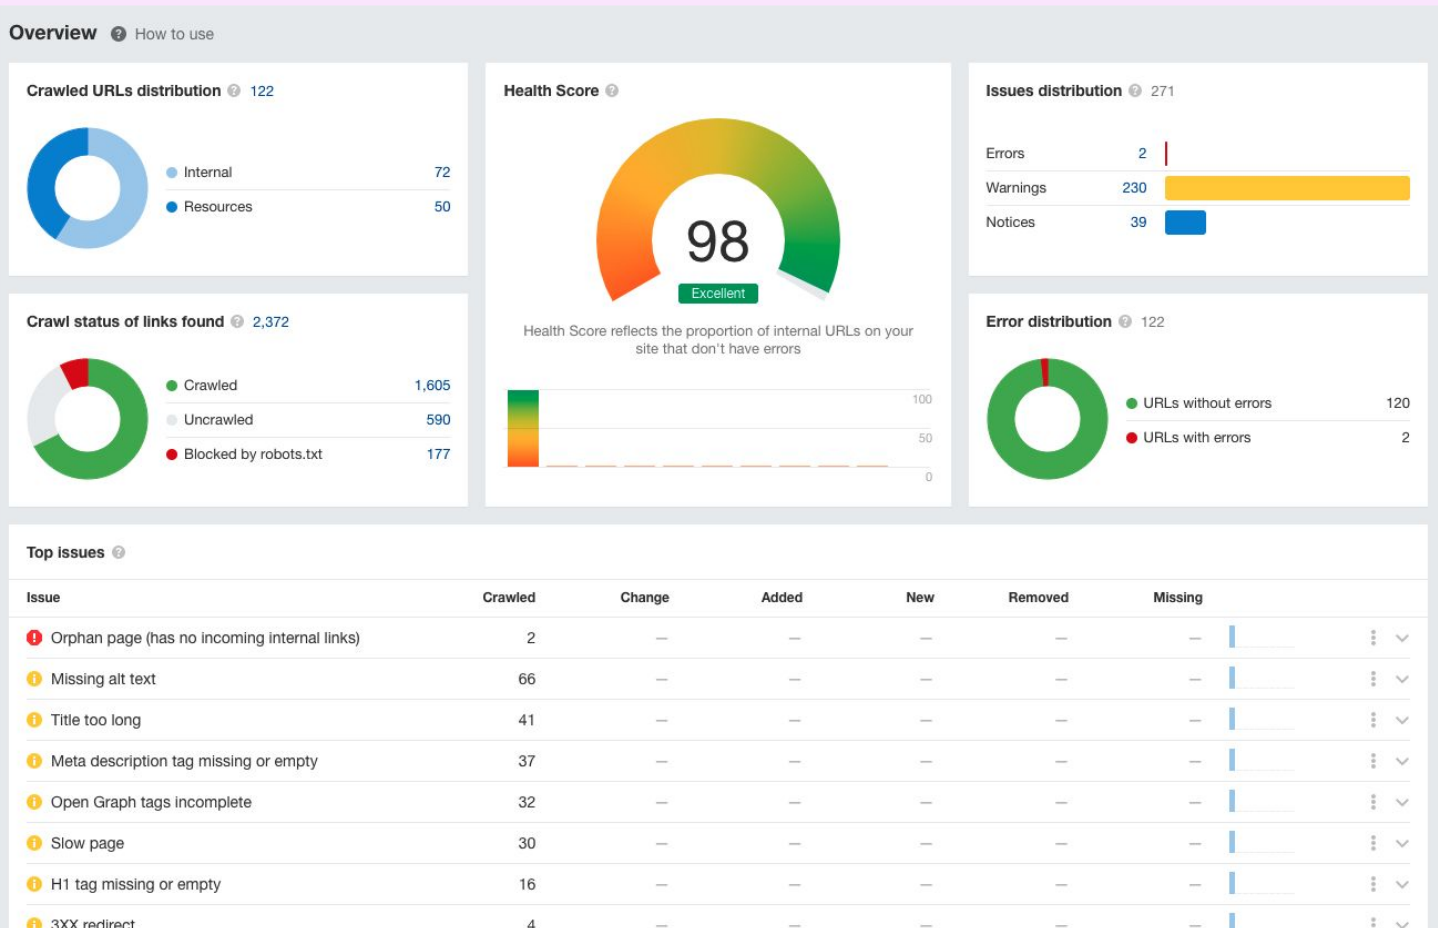 Overview How to use
Crawled URLs distribution 122
Internal 72
Resources 50
Health Score
98
Excellent
Health Score reflects the proportion of internal URLs on your
site that don't have errors
100
50
0
Issues distribution 271
Errors 2
Warnings 230
Notices 39
Crawl status of links found 2,372
Crawled 1,605
Uncrawled 590
Blocked by robots.txt 177
Error distribution 122
URLs without errors 120
URLs with errors 2
Top issues
Issue Crawled Change Added New Removed Missing
Orphan page (has no incoming internal links) 2 — — — — —
Missing alt text 66 — — — — —
Title too long 41 — — — — —
Meta description tag missing or empty 37 — — — — —
Open Graph tags incomplete 32 — — — — —
Slow page 30 — — — — —
H1 tag missing or empty 16 — — — — —
3XX redirect 4 — — — — —